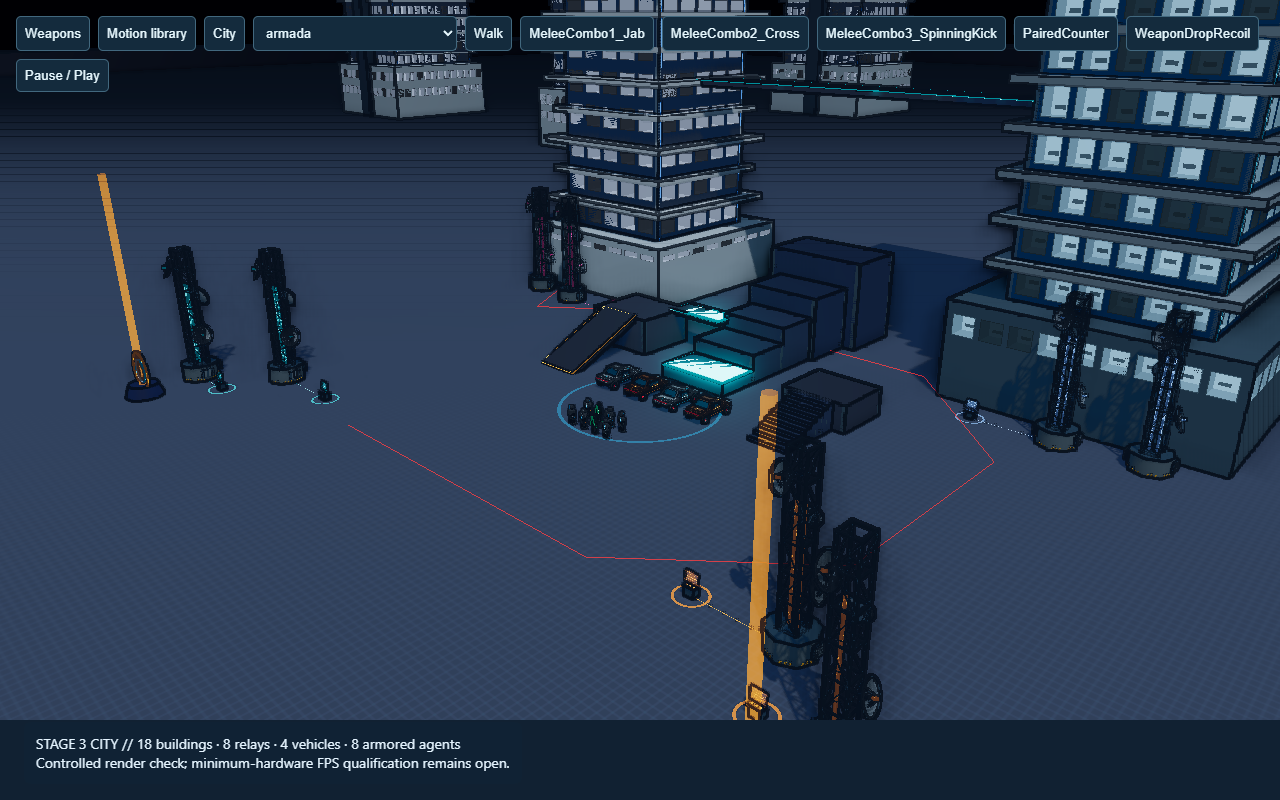 Weapons
Motion library
City
armada
Walk
MeleeCombo1_Jab
MeleeCombo2_Cross
MeleeCombo3_SpinningKick
PairedCounter
WeaponDropRecoil
Pause / Play
STAGE 3 CITY // 18 buildings · 8 relays · 4 vehicles · 8 armored agents
Controlled render check; minimum-hardware FPS qualification remains open.